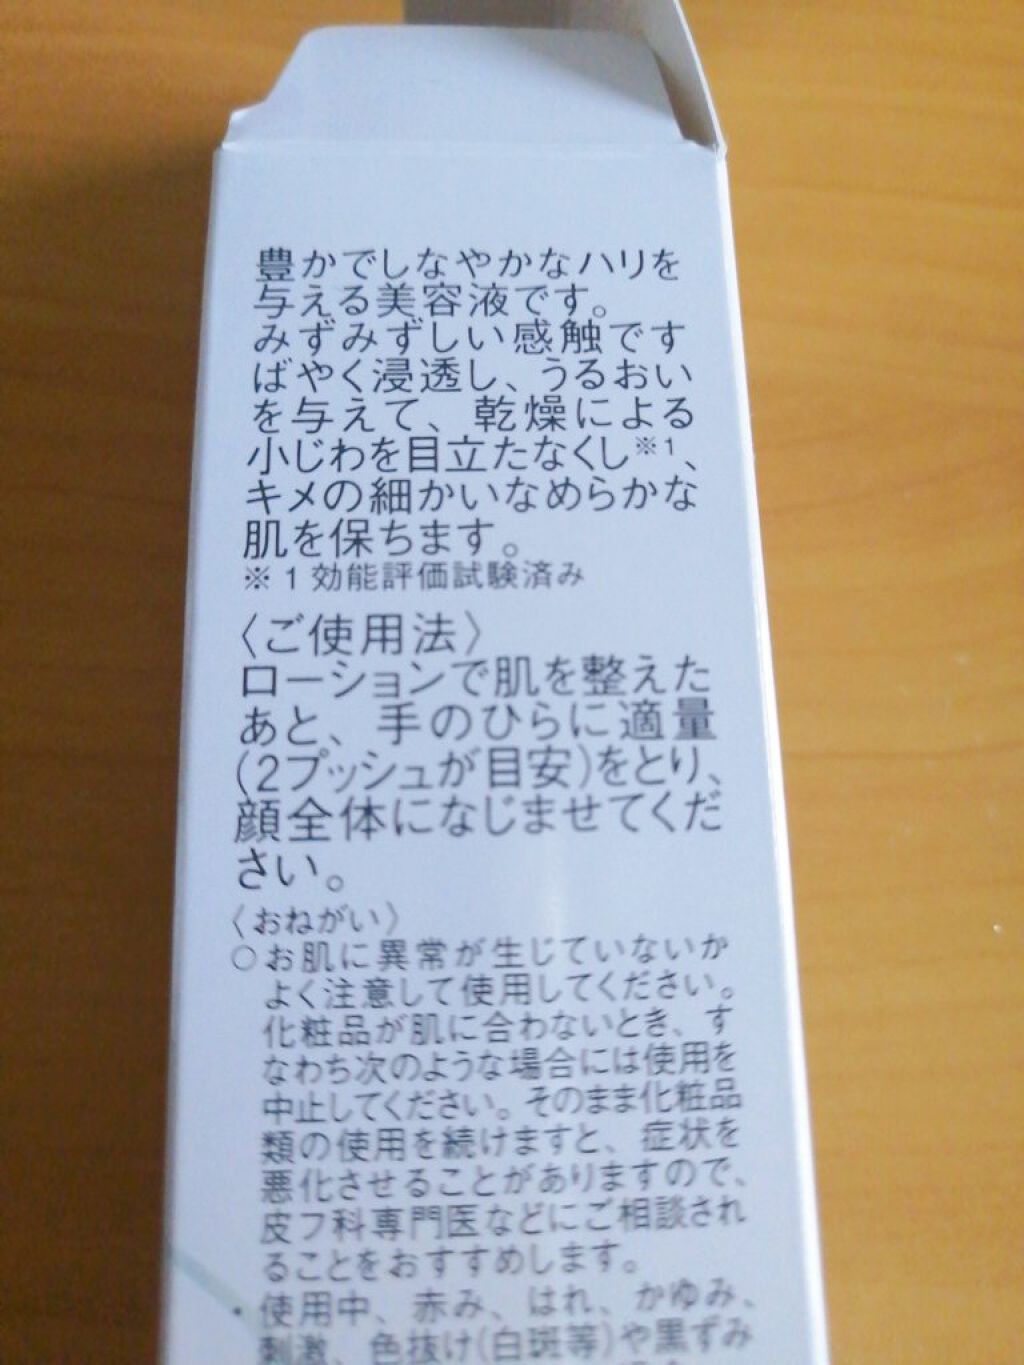 豊かでしなやかなハリを
与える美容液です。
みずみずしい感触です
ばやく浸透し、うるおい
を与えて、乾燥による
小じわを目立たなくし※1、
キメの細かいなめらかな
肌を保ちます。
※1効能評価試験済み
〈ご使用法〉
ローションで肌を整えた
あと、手のひらに適量
(2プッシュが目安)をとり、
顔全体になじませてくだ
さい。
〈おねがい〉
○お肌に異常が生じていないか
よく注意して使用してください。
化粧品が肌に合わないとき、す
なわち次のような場合には使用を
中止してください。そのまま化粧品
類の使用を続けますと、症状を
悪化させることがありますので、
皮フ科専門医などにご相談され
ることをおすすめします。
・使用中、赤み、はれ、かゆみ、
刺激、色抜け(白斑等)や黒ずみ